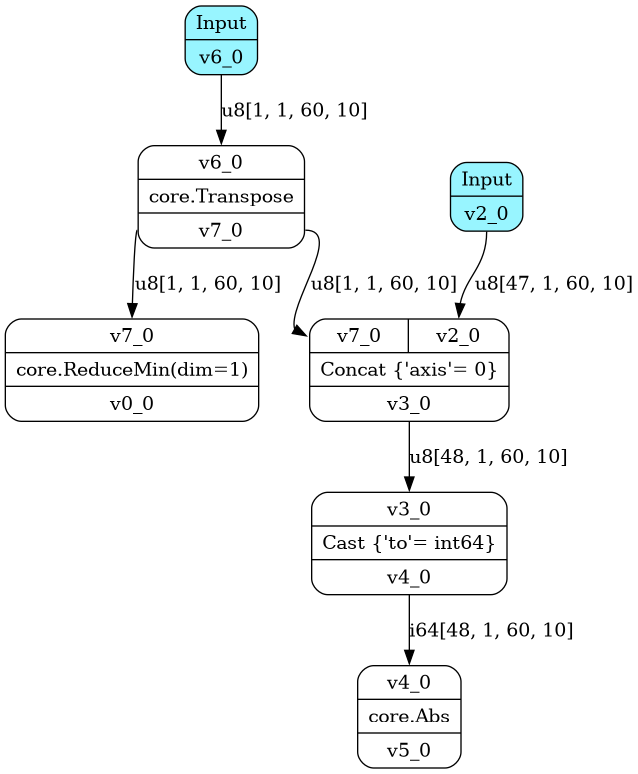 Input
v6_0
u8[1, 1, 60, 10]
v6_0
core.Transpose
v7_0
Input
v2_0
u8[1, 1, 60, 10]
u8[1, 1, 60, 10]
u8[47, 1, 60, 10]
v7_0
core.ReduceMin(dim=1)
v0_0
v7_0 v2_0
Concat {'axis'= 0}
v3_0
u8[48, 1, 60, 10]
v3_0
Cast {'to'= int64}
v4_0
i64[48, 1, 60, 10]
v4_0
core.Abs
v5_0